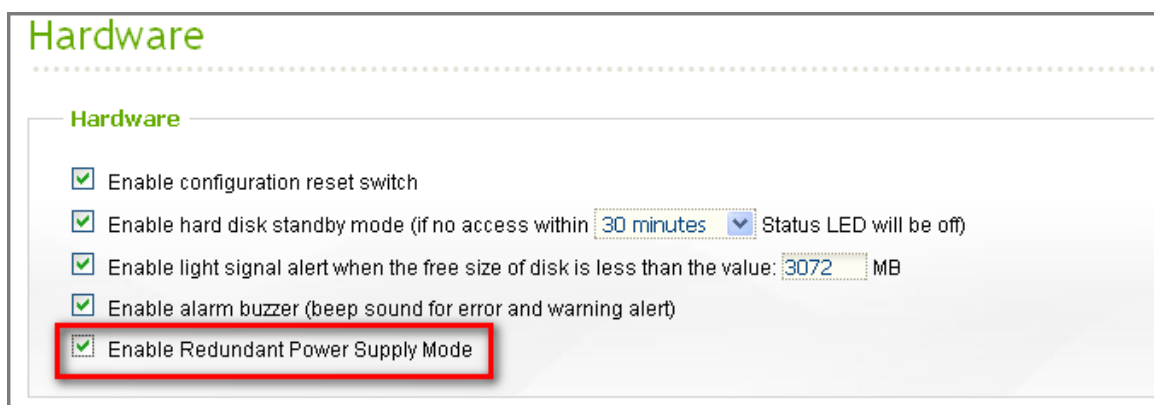 Hardware
Hardware
Enable configuration reset switch
Enable hard disk standby mode (if no access within 30 minutes Status LED will be off)
Enable light signal alert when the free size of disk is less than the value: 3072 MB
Enable alarm buzzer (beep sound for error and warning alert)
Enable Redundant Power Supply Mode